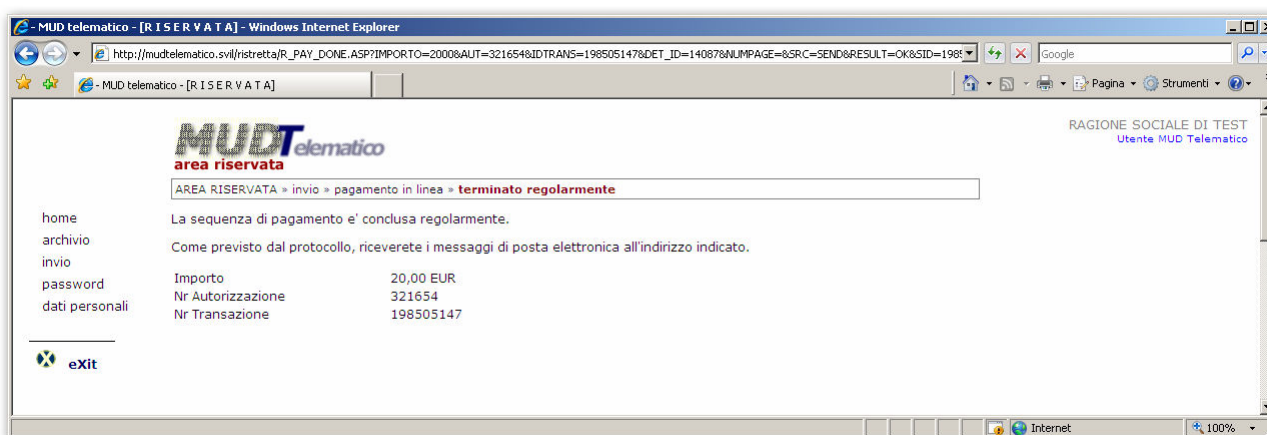 - MUD telematico - [R I S E R V A T A] - Windows Internet Explorer
http://mudtelematico.svil/ristretta/R_PAY_DONE.ASP?IMPORTO=2000&AUT=321654&IDTRANS=198505147&DET_ID=14087&NUMPAGE=&SRC=SEND&RESULT=OK&SID=198
Google
- MUD telematico - [R I S E R V A T A]
Pagina
Strumenti
MUDTelematico
area riservata
RAGIONE SOCIALE DI TEST
Utente MUD Telematico
AREA RISERVATA » invio » pagamento in linea » terminato regolarmente
home
archivio
invio
password
dati personali
eXit
La sequenza di pagamento e' conclusa regolarmente.
Come previsto dal protocollo, riceverete i messaggi di posta elettronica all'indirizzo indicato.
Importo 20,00 EUR
Nr Autorizzazione 321654
Nr Transazione 198505147
Internet
100%